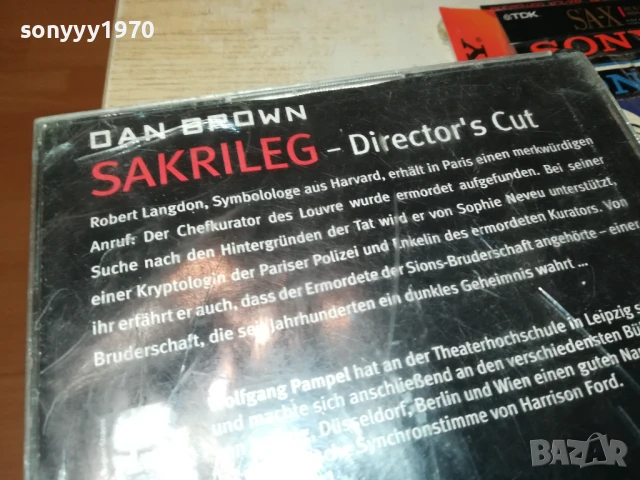 sonyyy1970
TDK
SA-X
SONY
DAN BROWN
SAKRILEG – Director's Cut
Robert Langdon, Symbologe aus Harvard, erhält in Paris einen merkwürdigen
Anruf: Der Chefkurator des Louvre wurde ermordet aufgefunden. Bei seiner
Suche nach den Hintergründen der Tat wird er von Sophie Neveu unterstützt,
einer Kryptologin der Pariser Polizei und Enkelin des ermordeten Kurators. Von
ihr erfährt er auch, dass der Ermordete der Sions-Bruderschaft angehörte – einer
Bruderschaft, die seit Jahrhunderten ein dunkles Geheimnis wahrt ...
Wolfgang Pampel hat an der Theaterhochschule in Leipzig
und machte sich anschließend an den verschiedensten
Düsseldorf, Berlin und Wien einen guten
Synchronstimme von Harrison Ford.
sonyyy1970
BAZAR